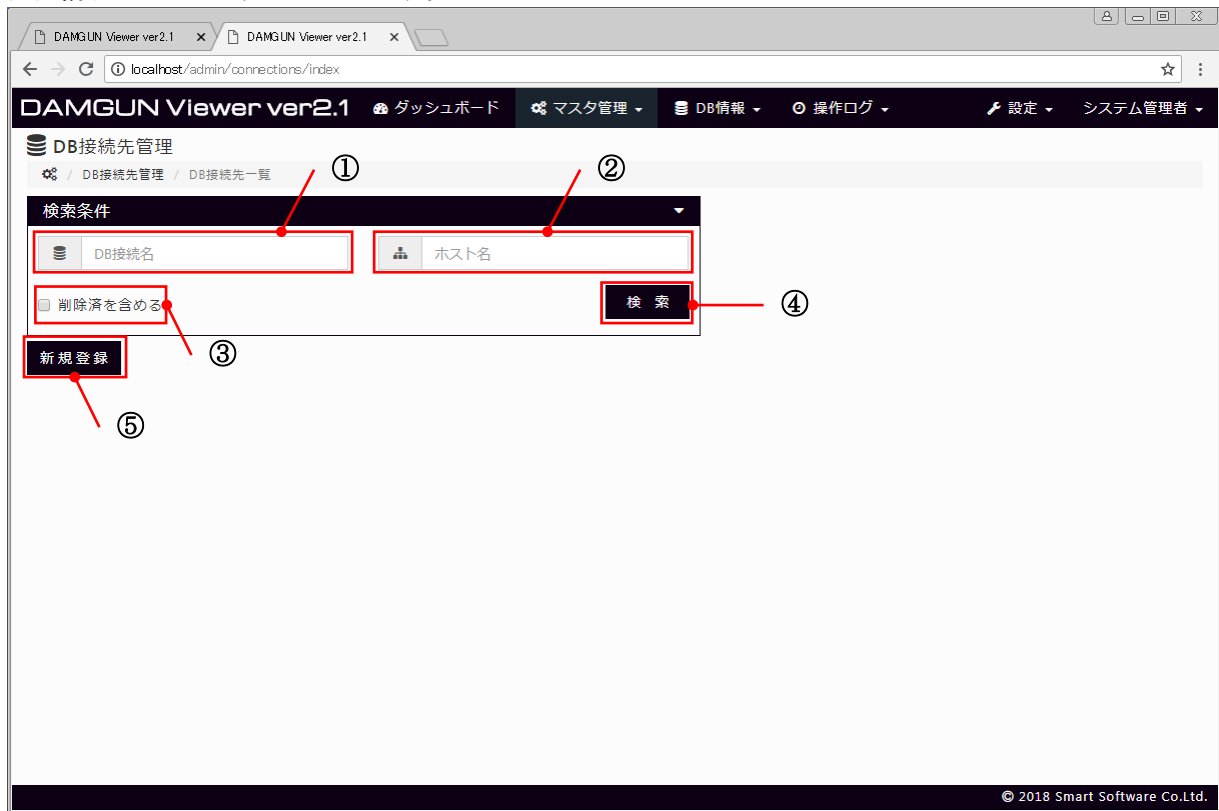 DAMGUN Viewer ver2.1 DAMGUN Viewer ver2.1
localhost/admin/connections/index
DAMGUN Viewer ver2.1 ダッシュボード マスタ管理 DB情報 操作ログ 設定 システム管理者
DB接続先管理
/ DB接続先管理 / DB接続先一覧
① ②
検索条件
DB接続名 ホスト名
削除済を含める 検 索 ④
新規登録 ③
⑤
© 2018 Smart Software Co.Ltd.